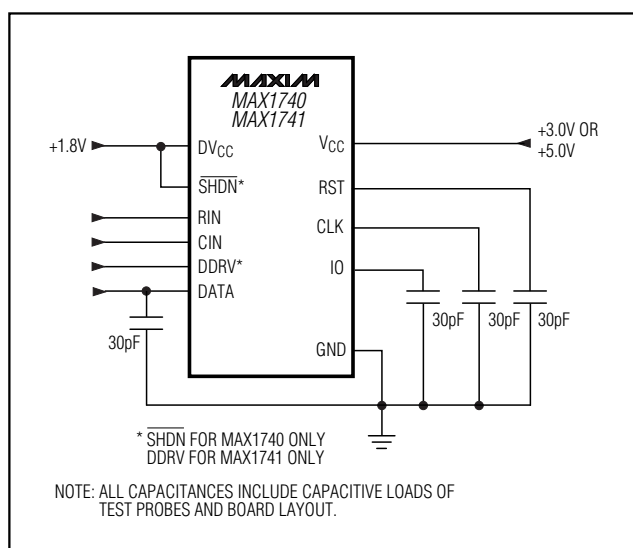 MAXIM
MAX1740
MAX1741
+1.8V
DVCC
SHDN*
RIN
CIN
DDRV*
DATA
30pF
VCC
+3.0V OR
+5.0V
RST
CLK
IO
30pF
30pF
30pF
GND
* SHDN FOR MAX1740 ONLY
DDRV FOR MAX1741 ONLY
NOTE: ALL CAPACITANCES INCLUDE CAPACITIVE LOADS OF
TEST PROBES AND BOARD LAYOUT.